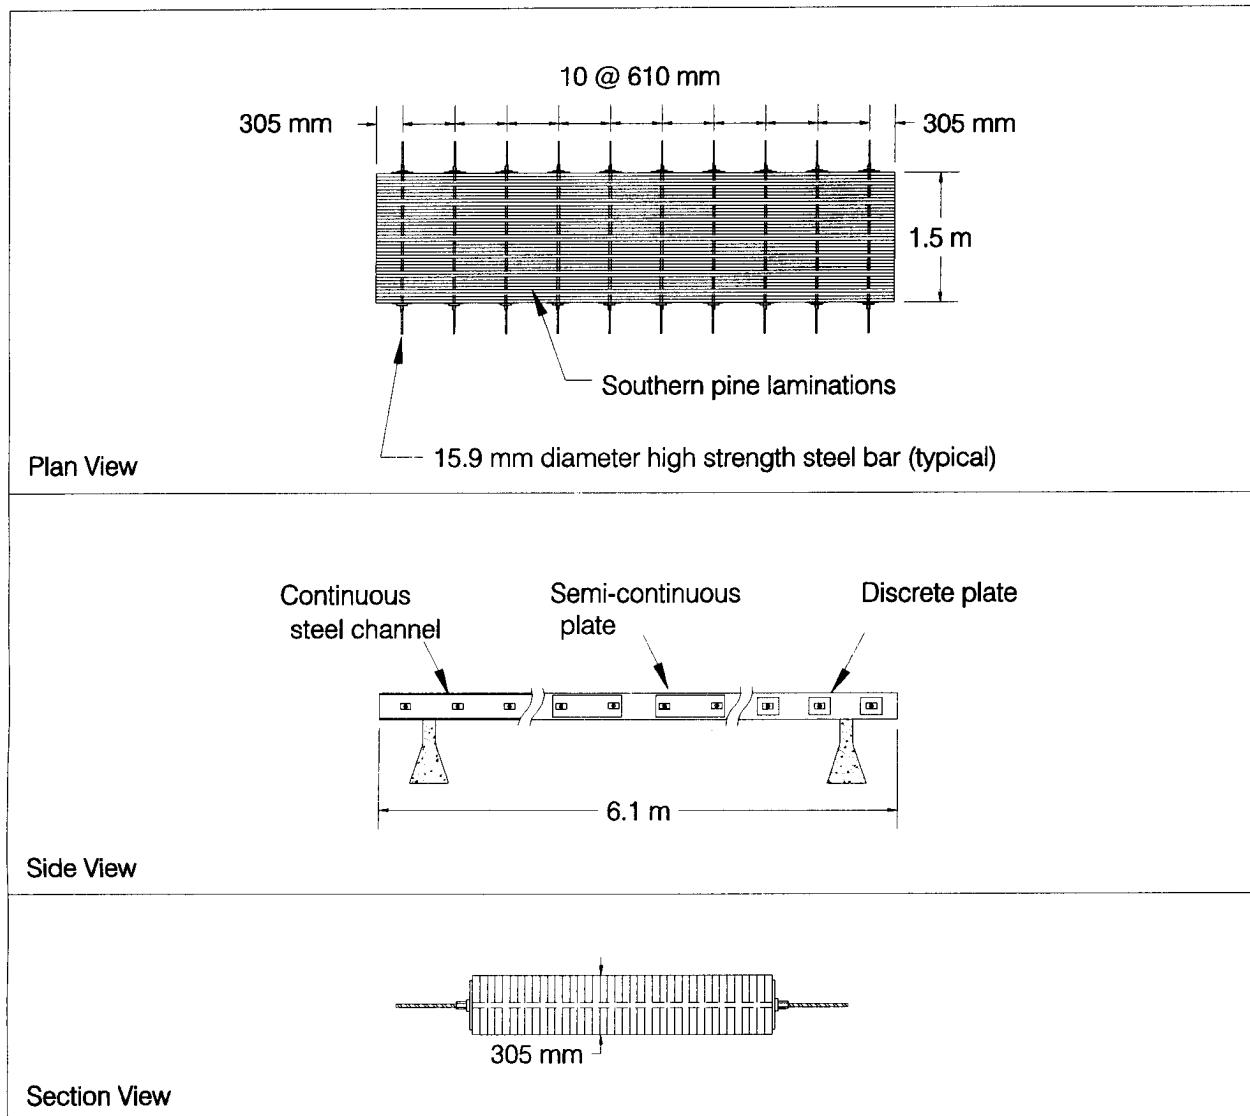 10 @ 610 mm
305 mm
305 mm
1.5 m
Southern pine laminations
15.9 mm diameter high strength steel bar (typical)
Plan View
Continuous
steel channel
Semi-continuous
plate
Discrete plate
6.1 m
Side View
305 mm
Section View